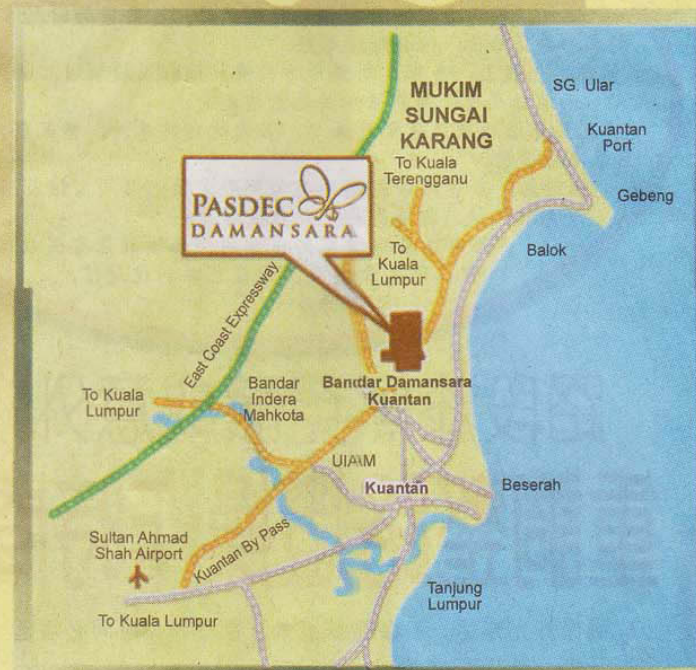 MUKIM
SUNGAI
KARANG
SG. Ular
Kuantan
Port
Gebeng
To Kuala
Terengganu
PASDEC
DAMANSARA
To
Kuala
Lumpur
Balok
East Coast Expressway
Bandar Damansara
Kuantan
Bandar
Indera
Mahkota
To Kuala
Lumpur
UIAM
Kuantan
Beserah
Sultan Ahmad
Shah Airport
Kuantan By Pass
Tanjung
Lumpur
To Kuala Lumpur